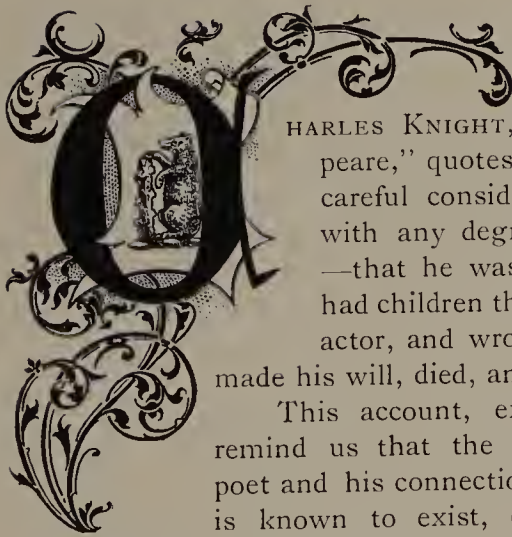 CHARLES KNIGHT,
peare,” quotes
careful consid
with any degr
—that he was
had children th
actor, and wro
made his will, died, an
This account, ex
remind us that the
poet and his connectio
is known to exist,